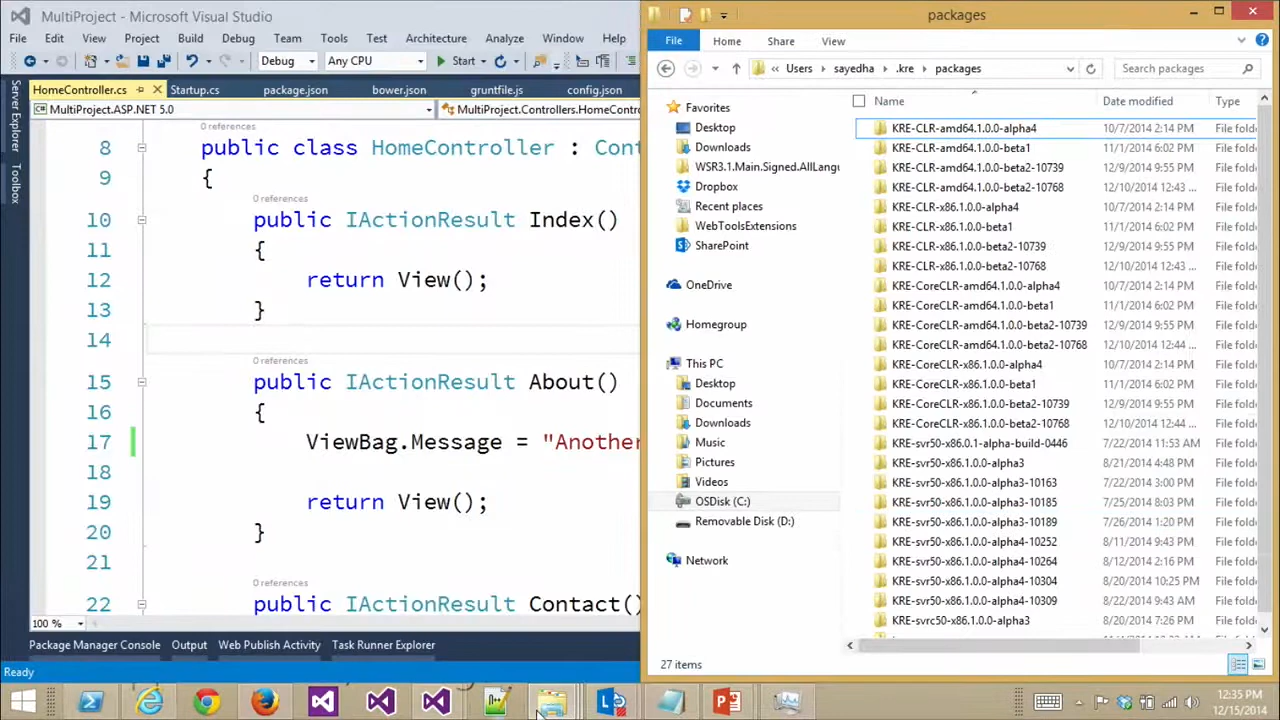 MultiProject - Microsoft Visual Studio
File Edit View Project Build Debug Team Tools Test Architecture Analyze Window Help
Debug Any CPU Start
HomeController.cs Startup.cs package.json bower.json gruntfile.js config.json
MultiProject.ASP.NET 5.0 MultiProject.Controllers.HomeContro
Server Explorer
Toolbox
0 references
8 public class HomeController : Cont
9 {
0 references
10 public IActionResult Index()
11 {
12 return View();
13 }
14
0 references
15 public IActionResult About()
16 {
17 ViewBag.Message = "Another
18
19 return View();
20 }
21
0 references
22 public IActionResult Contact()
100 %
Package Manager Console Output Web Publish Activity Task Runner Explorer
Ready
packages
File Home Share View
« Users sayedha .kre packages
Search Packages
Favorites
Desktop
Downloads
WSR3.1.Main.Signed.AllLangu
Dropbox
Recent places
WebToolsExtensions
SharePoint
OneDrive
Homegroup
This PC
Desktop
Documents
Downloads
Music
Pictures
Videos
OSDisk (C:)
Removable Disk (D:)
Network
Name Date modified Type
KRE-CLR-amd64.1.0.0-alpha4 10/7/2014 2:14 PM File fold
KRE-CLR-amd64.1.0.0-beta1 11/1/2014 6:02 PM File fold
KRE-CLR-amd64.1.0.0-beta2-10739 12/9/2014 9:55 PM File fold
KRE-CLR-amd64.1.0.0-beta2-10768 12/10/2014 12:43 ... File fold
KRE-CLR-x86.1.0.0-alpha4 10/7/2014 2:14 PM File fold
KRE-CLR-x86.1.0.0-beta1 11/1/2014 6:02 PM File fold
KRE-CLR-x86.1.0.0-beta2-10739 12/9/2014 9:55 PM File fold
KRE-CLR-x86.1.0.0-beta2-10768 12/10/2014 12:43 ... File fold
KRE-CoreCLR-amd64.1.0.0-alpha4 10/7/2014 2:14 PM File fold
KRE-CoreCLR-amd64.1.0.0-beta1 11/1/2014 6:02 PM File fold
KRE-CoreCLR-amd64.1.0.0-beta2-10739 12/9/2014 9:55 PM File fold
KRE-CoreCLR-amd64.1.0.0-beta2-10768 12/10/2014 12:44 ... File fold
KRE-CoreCLR-x86.1.0.0-alpha4 10/7/2014 2:14 PM File fold
KRE-CoreCLR-x86.1.0.0-beta1 11/1/2014 6:02 PM File fold
KRE-CoreCLR-x86.1.0.0-beta2-10739 12/9/2014 9:55 PM File fold
KRE-CoreCLR-x86.1.0.0-beta2-10768 12/10/2014 12:44 ... File fold
KRE-svr50-x86.0.1-alpha-build-0446 7/22/2014 11:53 AM File fold
KRE-svr50-x86.1.0.0-alpha3 8/21/2014 4:48 PM File fold
KRE-svr50-x86.1.0.0-alpha3-10163 7/22/2014 3:00 PM File fold
KRE-svr50-x86.1.0.0-alpha3-10185 7/25/2014 8:03 PM File fold
KRE-svr50-x86.1.0.0-alpha3-10189 7/26/2014 1:20 PM File fold
KRE-svr50-x86.1.0.0-alpha4-10252 8/11/2014 9:43 PM File fold
KRE-svr50-x86.1.0.0-alpha4-10264 8/12/2014 2:16 PM File fold
KRE-svr50-x86.1.0.0-alpha4-10304 8/20/2014 10:25 PM File fold
KRE-svr50-x86.1.0.0-alpha4-10309 8/22/2014 9:43 AM File fold
KRE-svrc50-x86.1.0.0-alpha3 8/20/2014 7:26 PM File fold
27 items
12:35 PM
12/15/2014